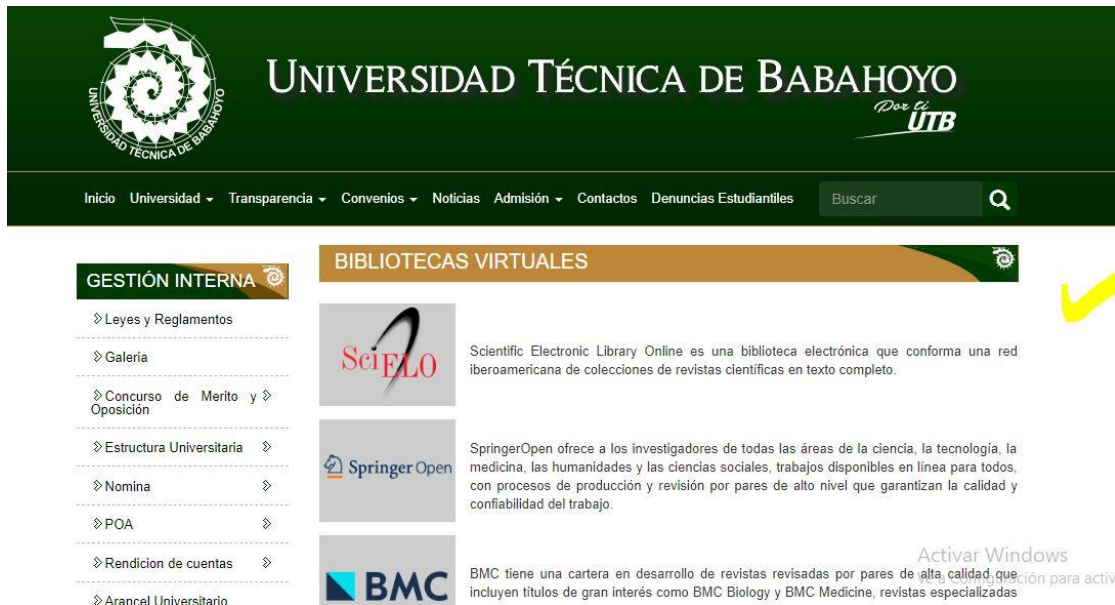 UNIVERSIDAD TÉCNICA DE BABAHOYO
UNIVERSIDAD TÉCNICA DE BABAHOYO
Por ti
UTB
Inicio Universidad Transparencia Convenios Noticias Admisión Contactos Denuncias Estudiantiles Buscar
GESTIÓN INTERNA
Leyes y Reglamentos
Galeria
Concurso de Merito y
Oposición
Estructura Universitaria
Nomina
POA
Rendicion de cuentas
Arancel Universitario
BIBLIOTECAS VIRTUALES
SciELO
Scientific Electronic Library Online es una biblioteca electrónica que conforma una red
iberoamericana de colecciones de revistas científicas en texto completo.
Springer Open
SpringerOpen ofrece a los investigadores de todas las áreas de la ciencia, la tecnología, la
medicina, las humanidades y las ciencias sociales, trabajos disponibles en línea para todos,
con procesos de producción y revisión por pares de alto nivel que garantizan la calidad y
confiabilidad del trabajo.
BMC
BMC tiene una cartera en desarrollo de revistas revisadas por pares de alta calidad que
incluyen títulos de gran interés como BMC Biology y BMC Medicine, revistas especializadas
Activar Windows
Ve a Configuración para activ